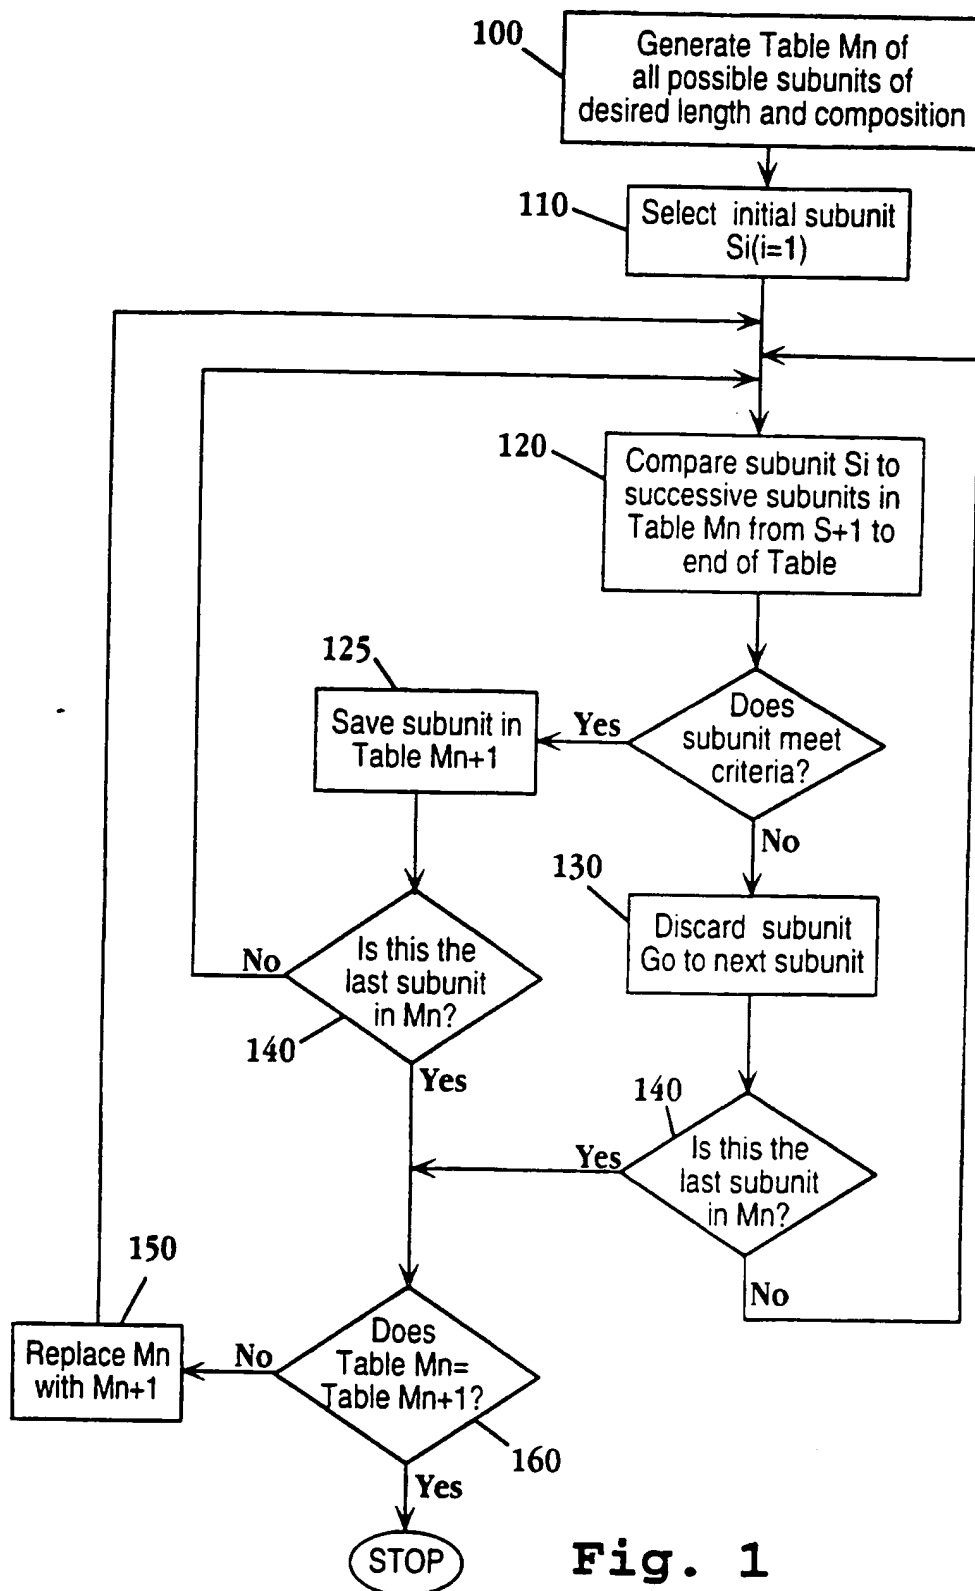 100
Generate Table Mn of
all possible subunits of
desired length and composition
110
Select initial subunit
Si(i=1)
120
Compare subunit Si to
successive subunits in
Table Mn from S+1 to
end of Table
Does
subunit meet
criteria?
Yes
No
125
Save subunit in
Table Mn+1
130
Discard subunit
Go to next subunit
Is this the
last subunit
in Mn?
No
140
Yes
140
Is this the
last subunit
in Mn?
Yes
No
150
Replace Mn
with Mn+1
No
Does
Table Mn=
Table Mn+1?
160
Yes
STOP
Fig. 1